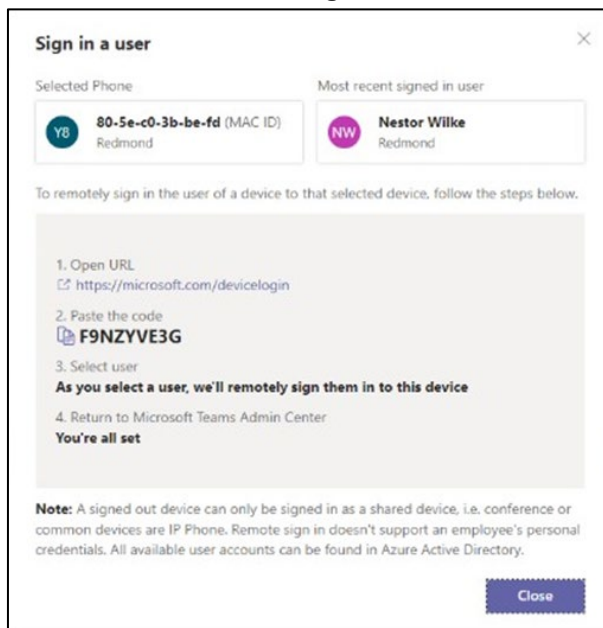 Sign in a user
Selected Phone
Most recent signed in user
Y8
80-5e-c0-3b-be-fd (MAC ID)
Redmond
NW
Nestor Wilke
Redmond
To remotely sign in the user of a device to that selected device, follow the steps below.
1. Open URL
https://microsoft.com/devicelogin
2. Paste the code
F9NZYVE3G
3. Select user
As you select a user, we'll remotely sign them in to this device
4. Return to Microsoft Teams Admin Center
You're all set
Note: A signed out device can only be signed in as a shared device, i.e. conference or
common devices are IP Phone. Remote sign in doesn't support an employee's personal
credentials. All available user accounts can be found in Azure Active Directory.
Close